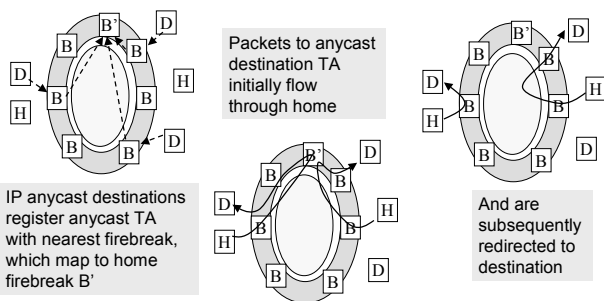 B'
D
B
B
D
H
B
B
H
B
B
D
IP anycast destinations
register anycast TA
with nearest firebreak,
which map to home
firebreak B'
Packets to anycast
destination TA
initially flow
through home
B'
D
B
B
D
H
H
B
B
D
B
B
B'
D
B
B
D
H
B
B
H
B
B
D
And are
subsequently
redirected to
destination